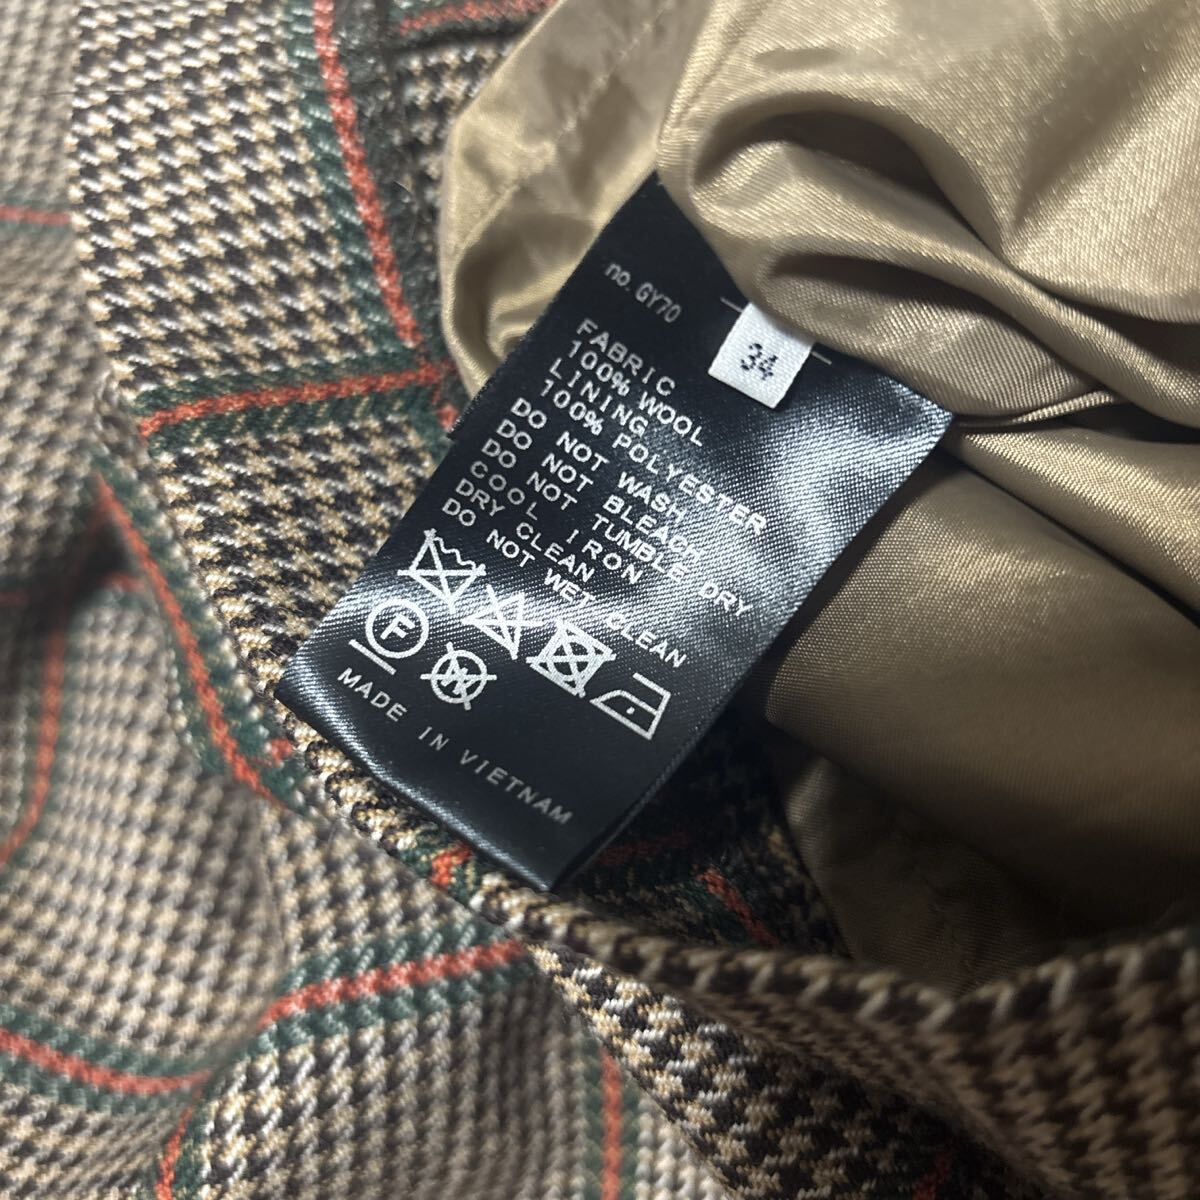 no.GY70
34
FABRIC
100% WOOL
LINING
100% POLYESTER
DO NOT WASH
DO NOT BLEACH
DO NOT TUMBLE DRY
COOL IRON
DRY CLEAN
DO NOT WET CLEAN
F
W
MADE IN VIETNAM